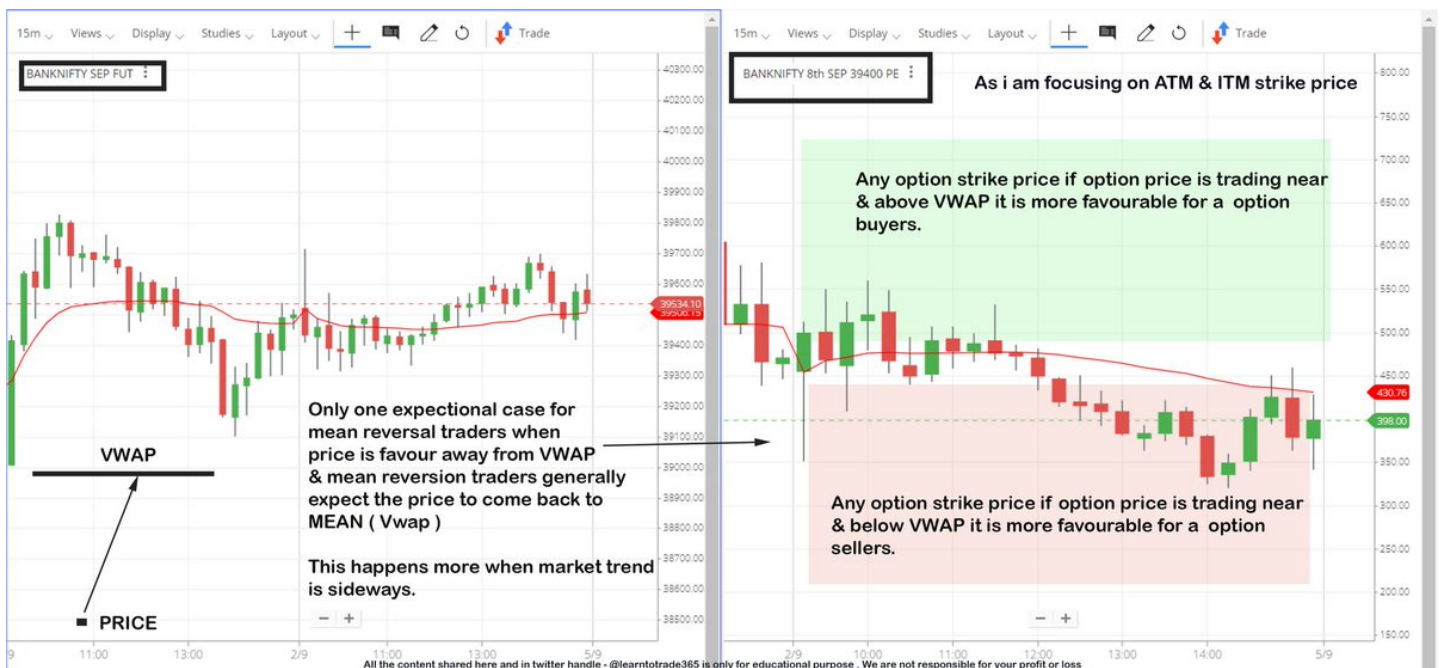 15m Views Display Studies Layout Trade
BANKNIFTY SEP FUT
40300.00
40200.00
40100.00
40000.00
39900.00
39800.00
39700.00
39600.00
39534.10
39506.15
39400.00
39300.00
39200.00
39100.00
39000.00
38900.00
38800.00
38700.00
38600.00
38500.00
VWAP
PRICE
Only one expectional case for
mean reversal traders when
price is favour away from VWAP
& mean reversion traders generally
expect the price to come back to
MEAN ( Vwap )
This happens more when market trend
is sideways.
9 11:00 13:00 2/9 11:00 13:00 5/9
15m Views Display Studies Layout Trade
BANKNIFTY 8th SEP 39400 PE
As i am focusing on ATM & ITM strike price
Any option strike price if option price is trading near
& above VWAP it is more favourable for a option
buyers.
Any option strike price if option price is trading near
& below VWAP it is more favourable for a option
sellers.
800.00
750.00
700.00
650.00
600.00
550.00
500.00
450.00
430.76
398.00
350.00
300.00
250.00
200.00
150.00
2/9 10:00 11:00 12:00 13:00 14:00 5/9
All the content shared here and in twitter handle - @learntotrade365 is only for educational purpose . We are not responsible for your profit or loss